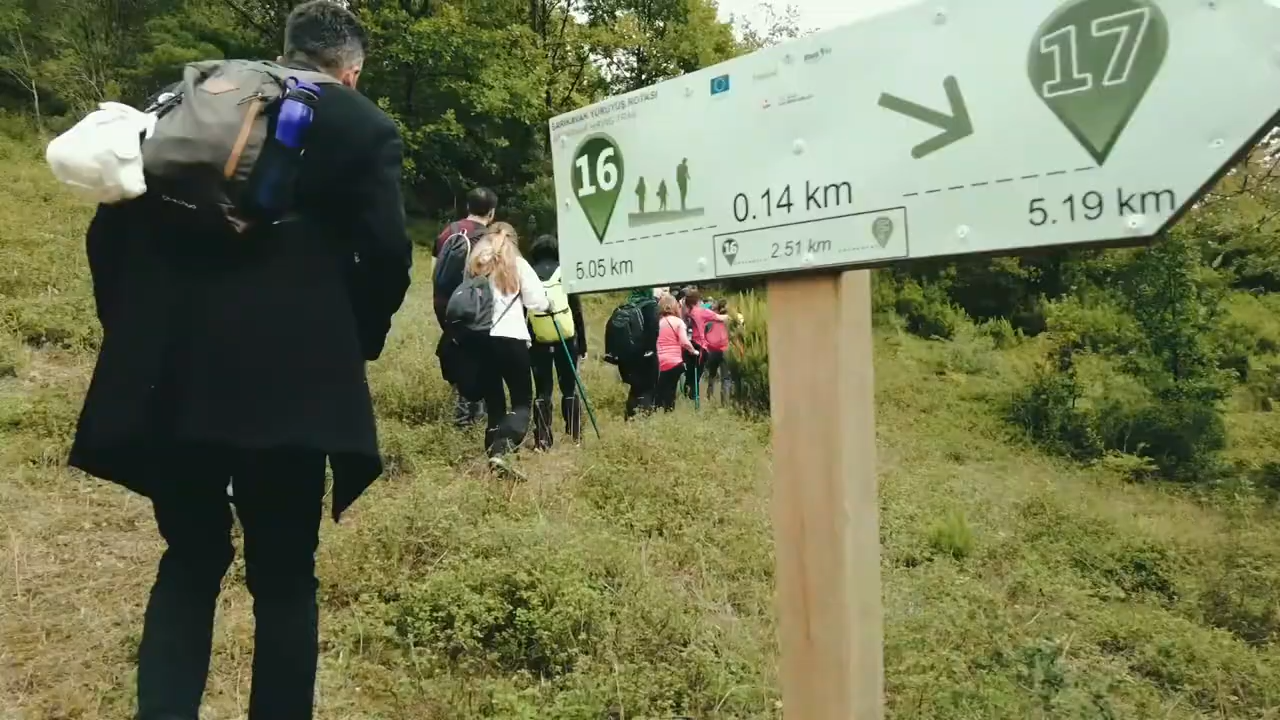 SARIKAVAK YÜRÜYÜŞ ROTASI
16
17
0.14 km
5.05 km
5.19 km
16
2.51 km